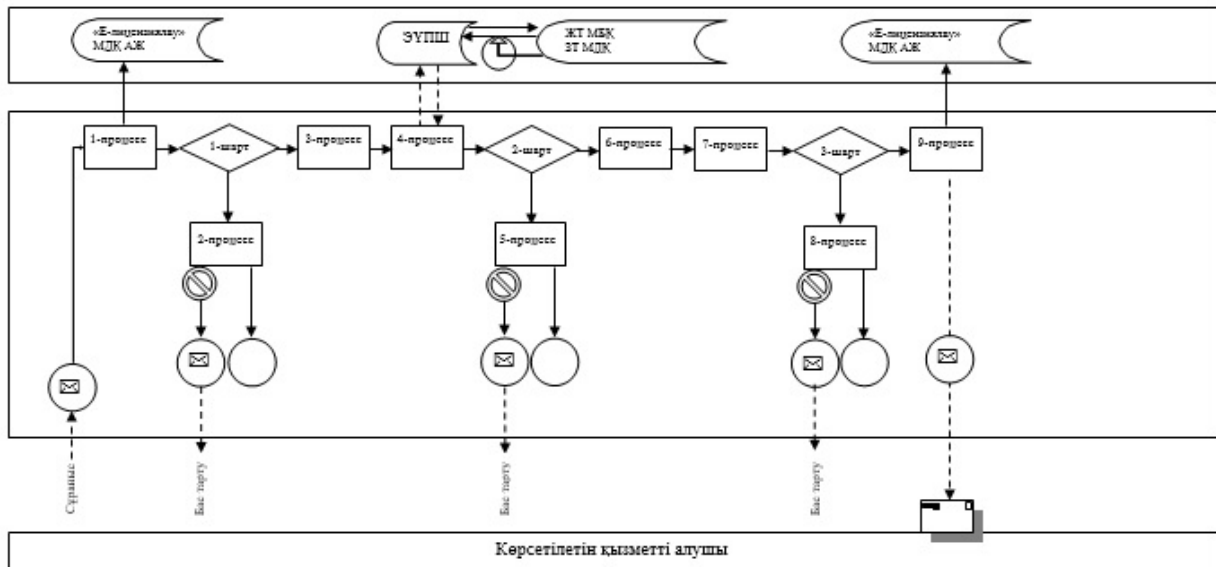 «Е-лицензиялау»
МДҚ АЖ
ЭҮПШ
ЖТ МБҚ
ЗТ МДҚ
«Е-лицензиялау»
МДҚ АЖ
1-процесс
1-шарт
3-процесс
4-процесс
2-шарт
6-процесс
7-процесс
3-шарт
9-процесс
2-процесс
5-процесс
8-процесс
Сұраныс
Бас тарту
Бас тарту
Бас тарту
Көрсетілетін қызметті алушы